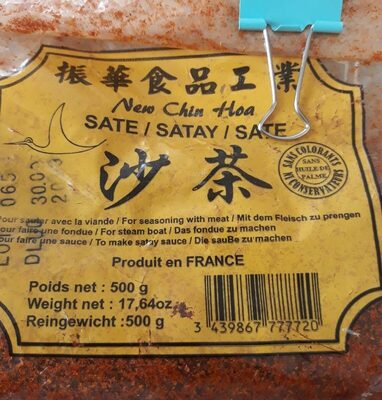 振華食品工業
New Chin Hoa
SATE / SATAY / SATE
沙茶
SANS COLORANTS
SANS HUILE DE PALME
NI CONSERVATEURS
Pour sauter avec la viande / For seasoning with meat / Mit dem Fleisch zu prengen
Pour faire une fondue / For steam boat / Das fondue zu machen
Pour faire une sauce / To make satay sauce / Die sauße zu machen
Produit en FRANCE
Poids net : 500 g
Weight net : 17,64oz
Reingewicht :500 g
3 439867 777720